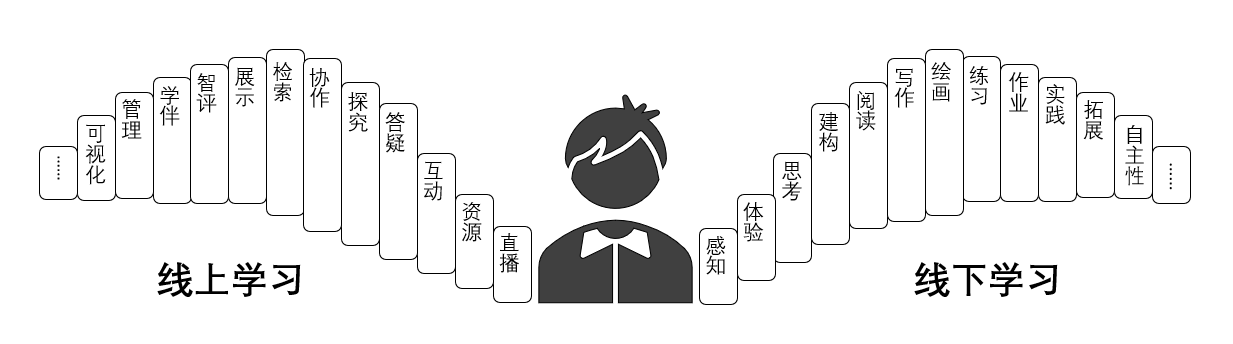 ……
可视化
管理
学伴
智评
展示
检索
协作
探究
答疑
互动
资源
直播
感知
体验
思考
建构
阅读
写作
绘画
练习
作业
实践
拓展
自主性
……
线上学习
线下学习